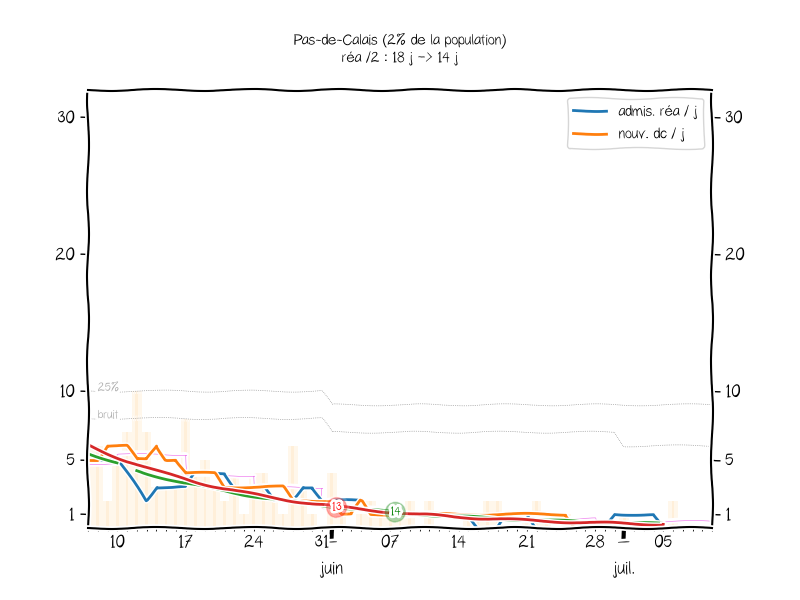 Pas-de-Calais (2% de la population)
réa /2 : 18 j -> 14 j
admis. réa / j
nouv. dc / j
30
30
20
20
10
10
25%
bruit
5
5
13
14
1
1
10 17 24 31 07 14 21 28 05
juin juil.